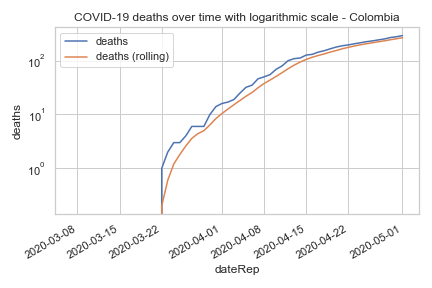 COVID-19 deaths over time with logarithmic scale - Colombia
deaths
deaths (rolling)
10²
10¹
10⁰
deaths
2020-03-08
2020-03-15
2020-03-22
2020-04-01
2020-04-08
2020-04-15
2020-04-22
2020-05-01
dateRep